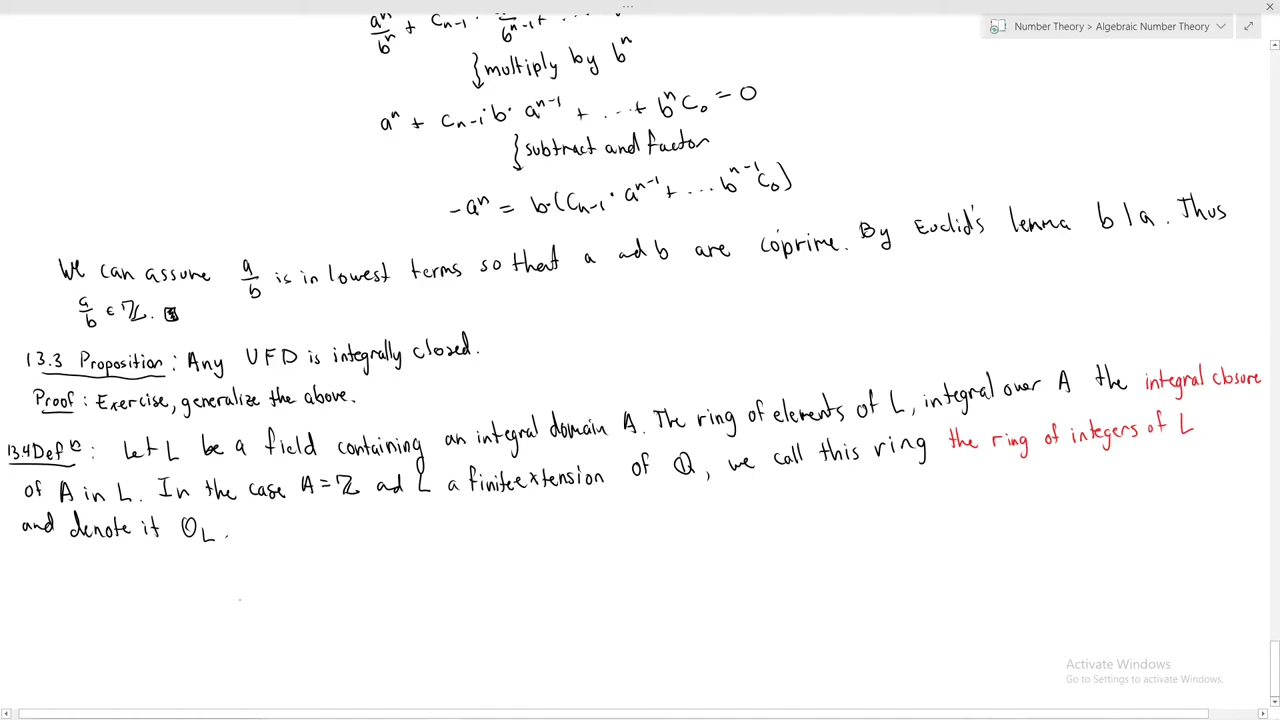 Number Theory > Algebraic Number Theory
a^n/b^n + c_{n-1} · b^{n-1} + ...
multiply by b^n
a^n + c_{n-1} · b · a^{n-1} + ... + b^n c_0 = 0
subtract and factor
-a^n = b·(c_{n-1} · a^{n-1} + ... b^{n-1} c_0)
We can assume a/b is in lowest terms so that a ad b are coprime. By Euclid's lemma b | a. Thus
a/b ∈ ℤ.
13.3 Proposition: Any UFD is integrally closed.
Proof: Exercise, generalize the above.
13.4 Def^n: Let L be a field containing an integral domain A. The ring of elements of L, integral over A the integral closure
of A in L. In the case A = ℤ ad L a finite extension of ℚ, we call this ring the ring of integers of L
and denote it O_L.
Activate Windows
Go to Settings to activate Windows.